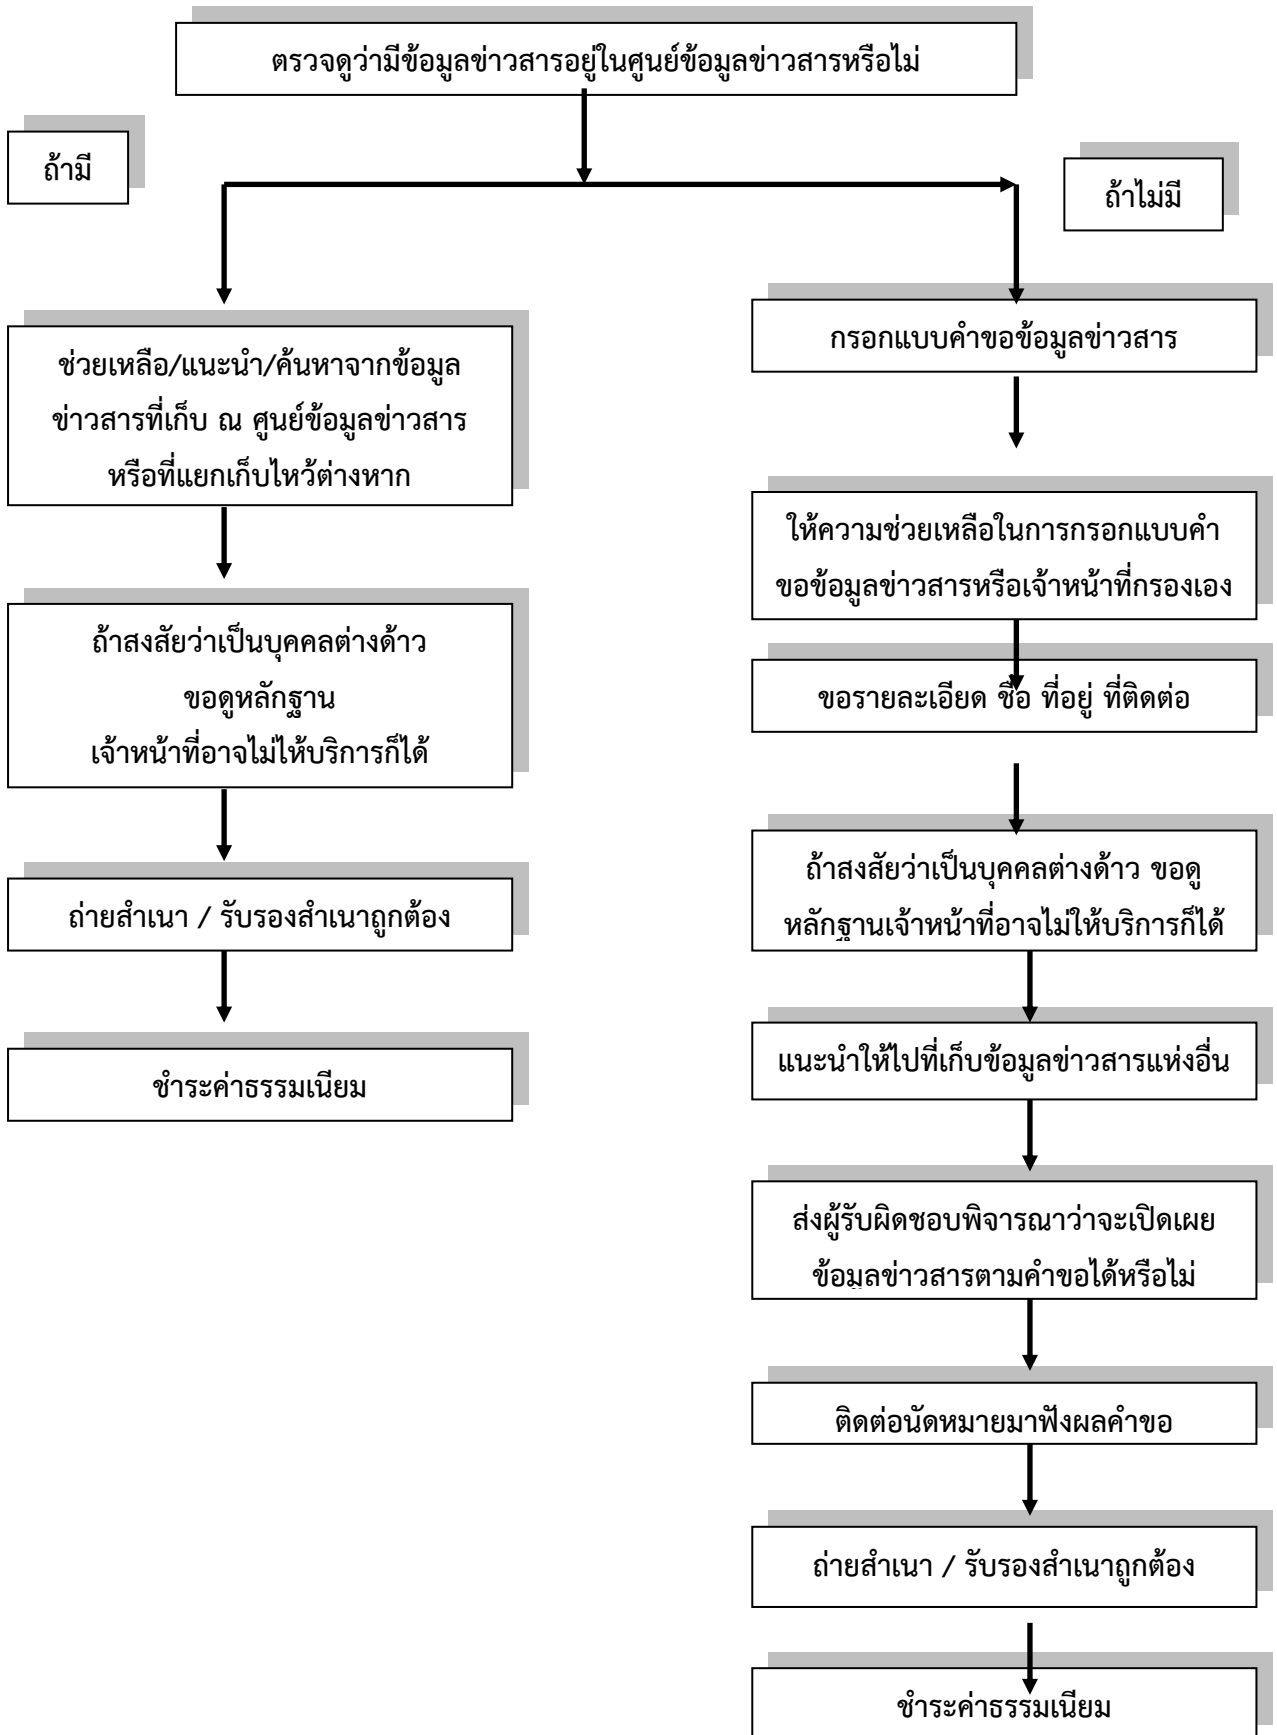 ตรวจดูว่ามีข้อมูลข่าวสารอยู่ในศูนย์ข้อมูลข่าวสารหรือไม่
ถ้ามี
ถ้าไม่มี
ช่วยเหลือ/แนะนำ/ค้นหาจากข้อมูล
ข่าวสารที่เก็บ ณ ศูนย์ข้อมูลข่าวสาร
หรือที่แยกเก็บไหว้ต่างหาก
ถ้าสงสัยว่าเป็นบุคคลต่างด้าว
ขอดูหลักฐาน
เจ้าหน้าที่อาจไม่ไห้บริการก็ได้
ถ่ายสำเนา / รับรองสำเนาถูกต้อง
ชำระค่าธรรมเนียม
กรอกแบบคำขอข้อมูลข่าวสาร
ให้ความช่วยเหลือในการกรอกแบบคำ
ขอข้อมูลข่าวสารหรือเจ้าหน้าที่กรองเอง
ขอรายละเอียด ชื่อ ที่อยู่ ที่ติดต่อ
ถ้าสงสัยว่าเป็นบุคคลต่างด้าว ขอดู
หลักฐานเจ้าหน้าที่อาจไม่ให้บริการก็ได้
แนะนำให้ไปที่เก็บข้อมูลข่าวสารแห่งอื่น
ส่งผู้รับผิดชอบพิจารณาว่าจะเปิดเผย
ข้อมูลข่าวสารตามคำขอได้หรือไม่
ติดต่อนัดหมายมาฟังผลคำขอ
ถ่ายสำเนา / รับรองสำเนาถูกต้อง
ชำระค่าธรรมเนียม